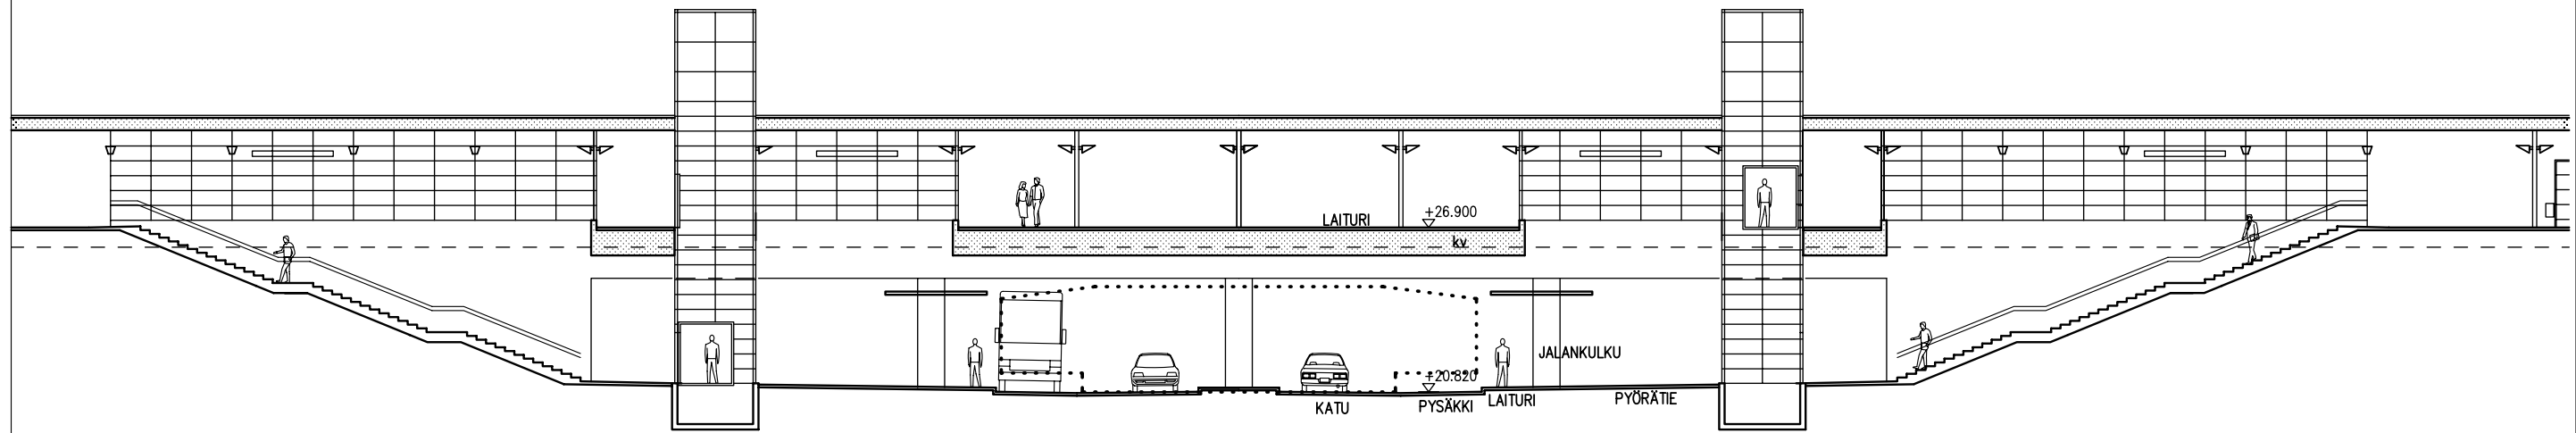 LAITURI
+26.900
kv
JALANKULKU
+20.820
KATU
PYSÄKKI
LAITURI
PYÖRÄTIE